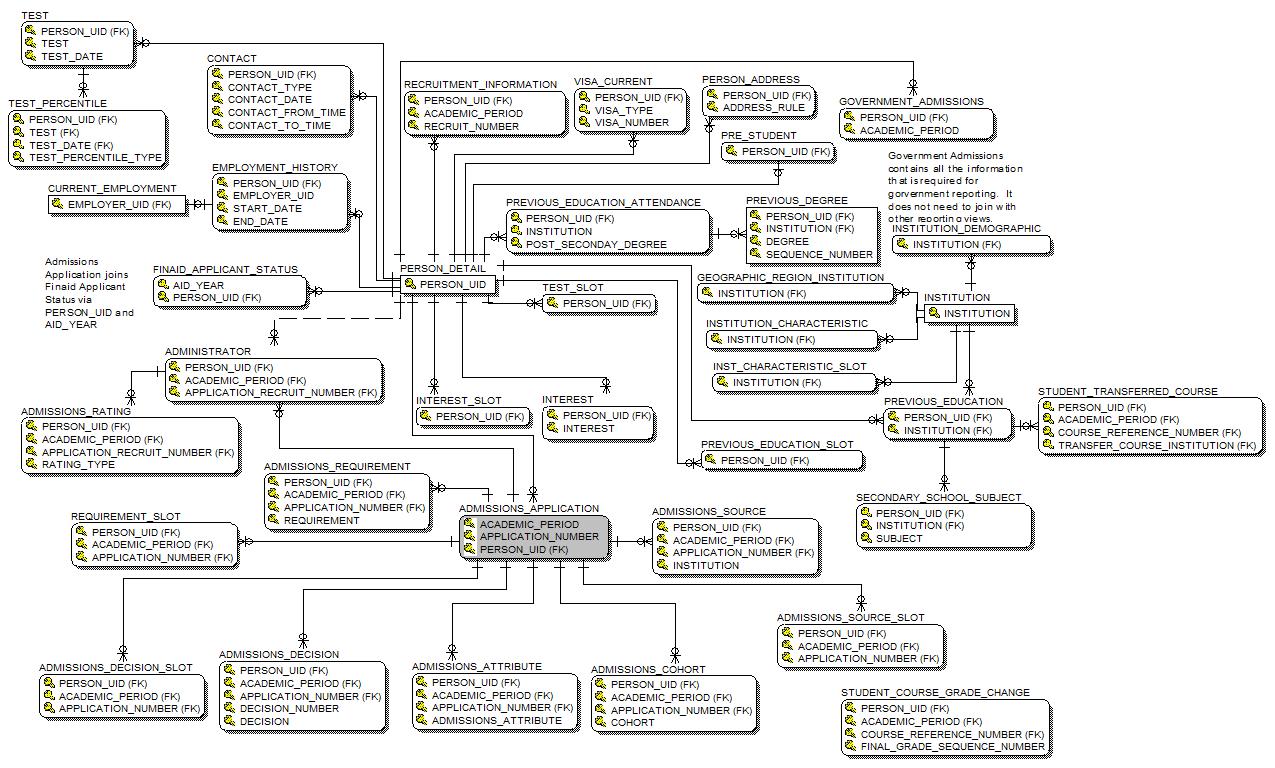 TEST
PERSON_UID (FK)
TEST
TEST_DATE
TEST_PERCENTILE
PERSON_UID (FK)
TEST (FK)
TEST_DATE (FK)
TEST_PERCENTILE_TYPE
CONTACT
PERSON_UID (FK)
CONTACT_TYPE
CONTACT_DATE
CONTACT_FROM_TIME
CONTACT_TO_TIME
RECRUITMENT_INFORMATION
PERSON_UID (FK)
ACADEMIC_PERIOD
RECRUIT_NUMBER
VISA_CURRENT
PERSON_UID (FK)
VISA_TYPE
VISA_NUMBER
PERSON_ADDRESS
PERSON_UID (FK)
ADDRESS_RULE
GOVERNMENT_ADMISSIONS
PERSON_UID (FK)
ACADEMIC_PERIOD
PRE_STUDENT
PERSON_UID (FK)
Government Admissions
contains all the information
that is required for
government reporting. It
does not need to join with
other reporting views.
CURRENT_EMPLOYMENT
EMPLOYER_UID (FK)
EMPLOYMENT_HISTORY
PERSON_UID (FK)
EMPLOYER_UID
START_DATE
END_DATE
PREVIOUS_EDUCATION_ATTENDANCE
PERSON_UID (FK)
INSTITUTION
POST_SECONDAY_DEGREE
PREVIOUS_DEGREE
PERSON_UID (FK)
INSTITUTION (FK)
DEGREE
SEQUENCE_NUMBER
INSTITUTION_DEMOGRAPHIC
INSTITUTION (FK)
Admissions
Application joins
Finaid Applicant
Status via
PERSON_UID and
AID_YEAR
FINAID_APPLICANT_STATUS
AID_YEAR
PERSON_UID (FK)
PERSON_DETAIL
PERSON_UID
TEST_SLOT
PERSON_UID (FK)
GEOGRAPHIC_REGION_INSTITUTION
INSTITUTION (FK)
INSTITUTION
INSTITUTION
INSTITUTION_CHARACTERISTIC
INSTITUTION (FK)
INST_CHARACTERISTIC_SLOT
INSTITUTION (FK)
ADMINISTRATOR
PERSON_UID (FK)
ACADEMIC_PERIOD (FK)
APPLICATION_RECRUIT_NUMBER (FK)
ADMISSIONS_RATING
PERSON_UID (FK)
ACADEMIC_PERIOD (FK)
APPLICATION_RECRUIT_NUMBER (FK)
RATING_TYPE
INTEREST_SLOT
PERSON_UID (FK)
INTEREST
PERSON_UID (FK)
INTEREST
PREVIOUS_EDUCATION
PERSON_UID (FK)
INSTITUTION (FK)
STUDENT_TRANSFERRED_COURSE
PERSON_UID (FK)
ACADEMIC_PERIOD (FK)
COURSE_REFERENCE_NUMBER (FK)
TRANSFER_COURSE_INSTITUTION (FK)
PREVIOUS_EDUCATION_SLOT
PERSON_UID (FK)
ADMISSIONS_REQUIREMENT
PERSON_UID (FK)
ACADEMIC_PERIOD (FK)
APPLICATION_NUMBER (FK)
REQUIREMENT
SECONDARY_SCHOOL_SUBJECT
PERSON_UID (FK)
INSTITUTION (FK)
SUBJECT
REQUIREMENT_SLOT
PERSON_UID (FK)
ACADEMIC_PERIOD (FK)
APPLICATION_NUMBER (FK)
ADMISSIONS_APPLICATION
ACADEMIC_PERIOD
APPLICATION_NUMBER
PERSON_UID (FK)
ADMISSIONS_SOURCE
PERSON_UID (FK)
ACADEMIC_PERIOD (FK)
APPLICATION_NUMBER (FK)
INSTITUTION
ADMISSIONS_SOURCE_SLOT
PERSON_UID (FK)
ACADEMIC_PERIOD (FK)
APPLICATION_NUMBER (FK)
ADMISSIONS_DECISION_SLOT
PERSON_UID (FK)
ACADEMIC_PERIOD (FK)
APPLICATION_NUMBER (FK)
ADMISSIONS_DECISION
PERSON_UID (FK)
ACADEMIC_PERIOD (FK)
APPLICATION_NUMBER (FK)
DECISION_NUMBER
DECISION
ADMISSIONS_ATTRIBUTE
PERSON_UID (FK)
ACADEMIC_PERIOD (FK)
APPLICATION_NUMBER (FK)
ADMISSIONS_ATTRIBUTE
ADMISSIONS_COHORT
PERSON_UID (FK)
ACADEMIC_PERIOD (FK)
APPLICATION_NUMBER (FK)
COHORT
STUDENT_COURSE_GRADE_CHANGE
PERSON_UID (FK)
ACADEMIC_PERIOD (FK)
COURSE_REFERENCE_NUMBER (FK)
FINAL_GRADE_SEQUENCE_NUMBER